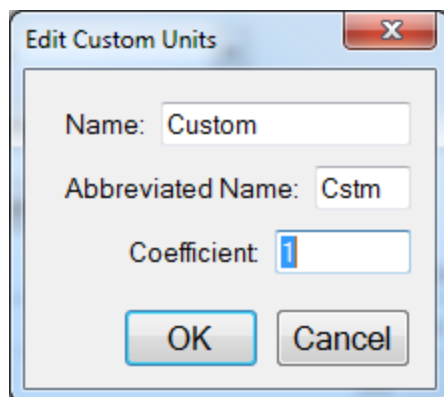 Edit Custom Units
Name: Custom
Abbreviated Name: Cstm
Coefficient: 1
OK Cancel